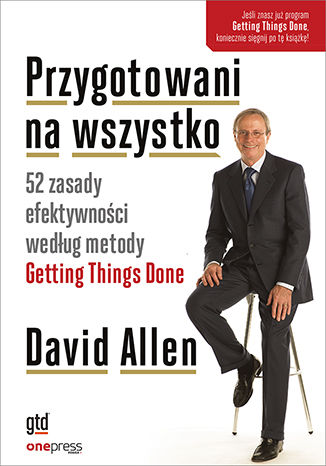 Jeśli znasz już program
Getting Things Done,
koniecznie sięgnij po tę książkę!
Przygotowani
na wszystko
52 zasady
efektywności
według metody
Getting Things Done
David Allen
gtd
onepress